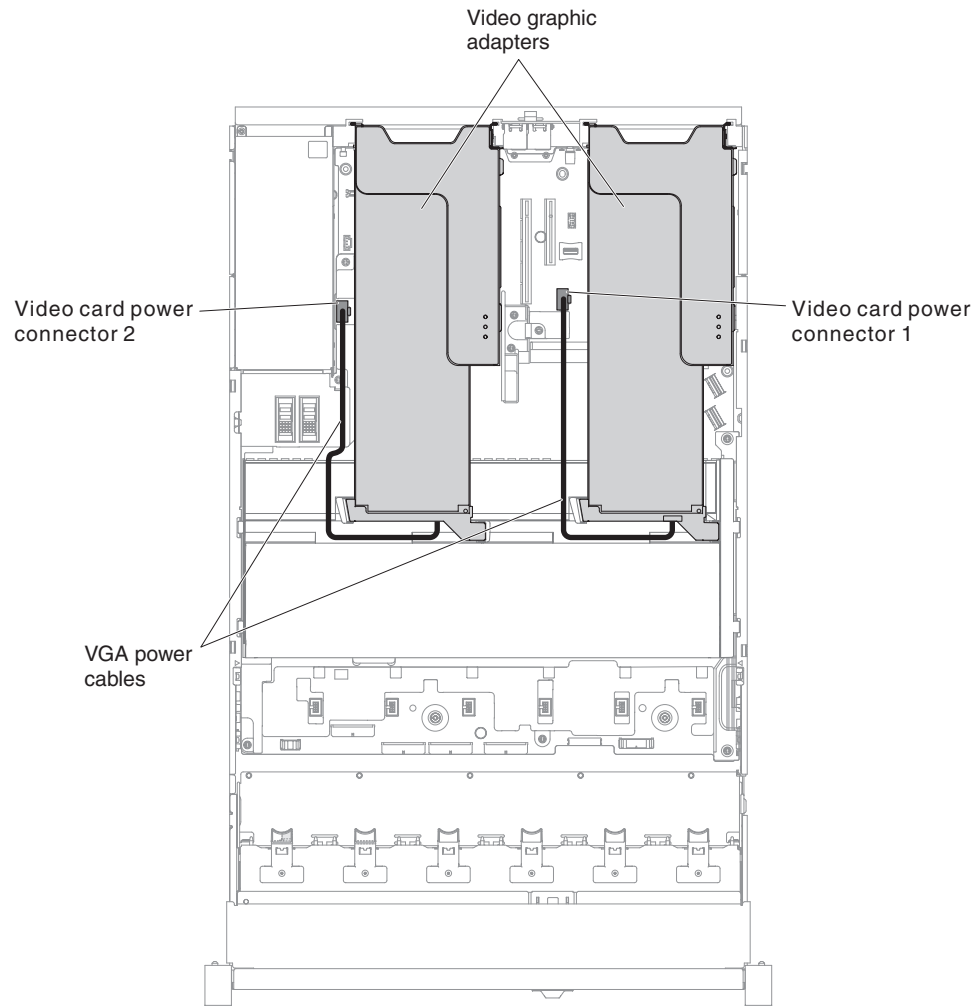 Video graphic
adapters
Video card power
connector 2
Video card power
connector 1
VGA power
cables